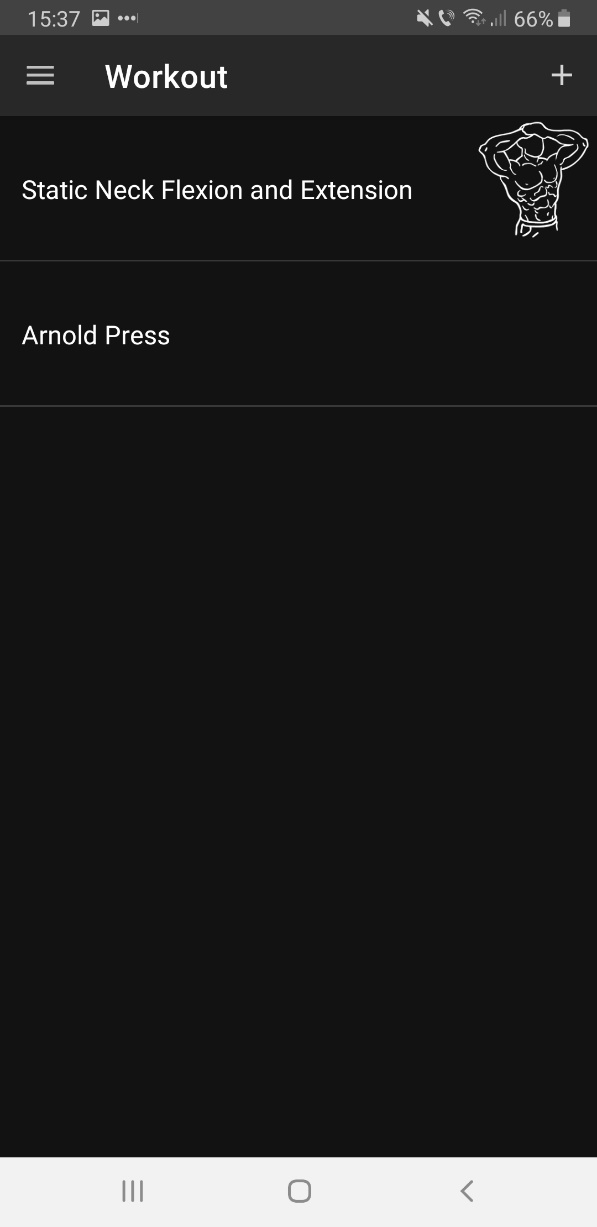 15:37 66%
Workout
Static Neck Flexion and Extension
Arnold Press